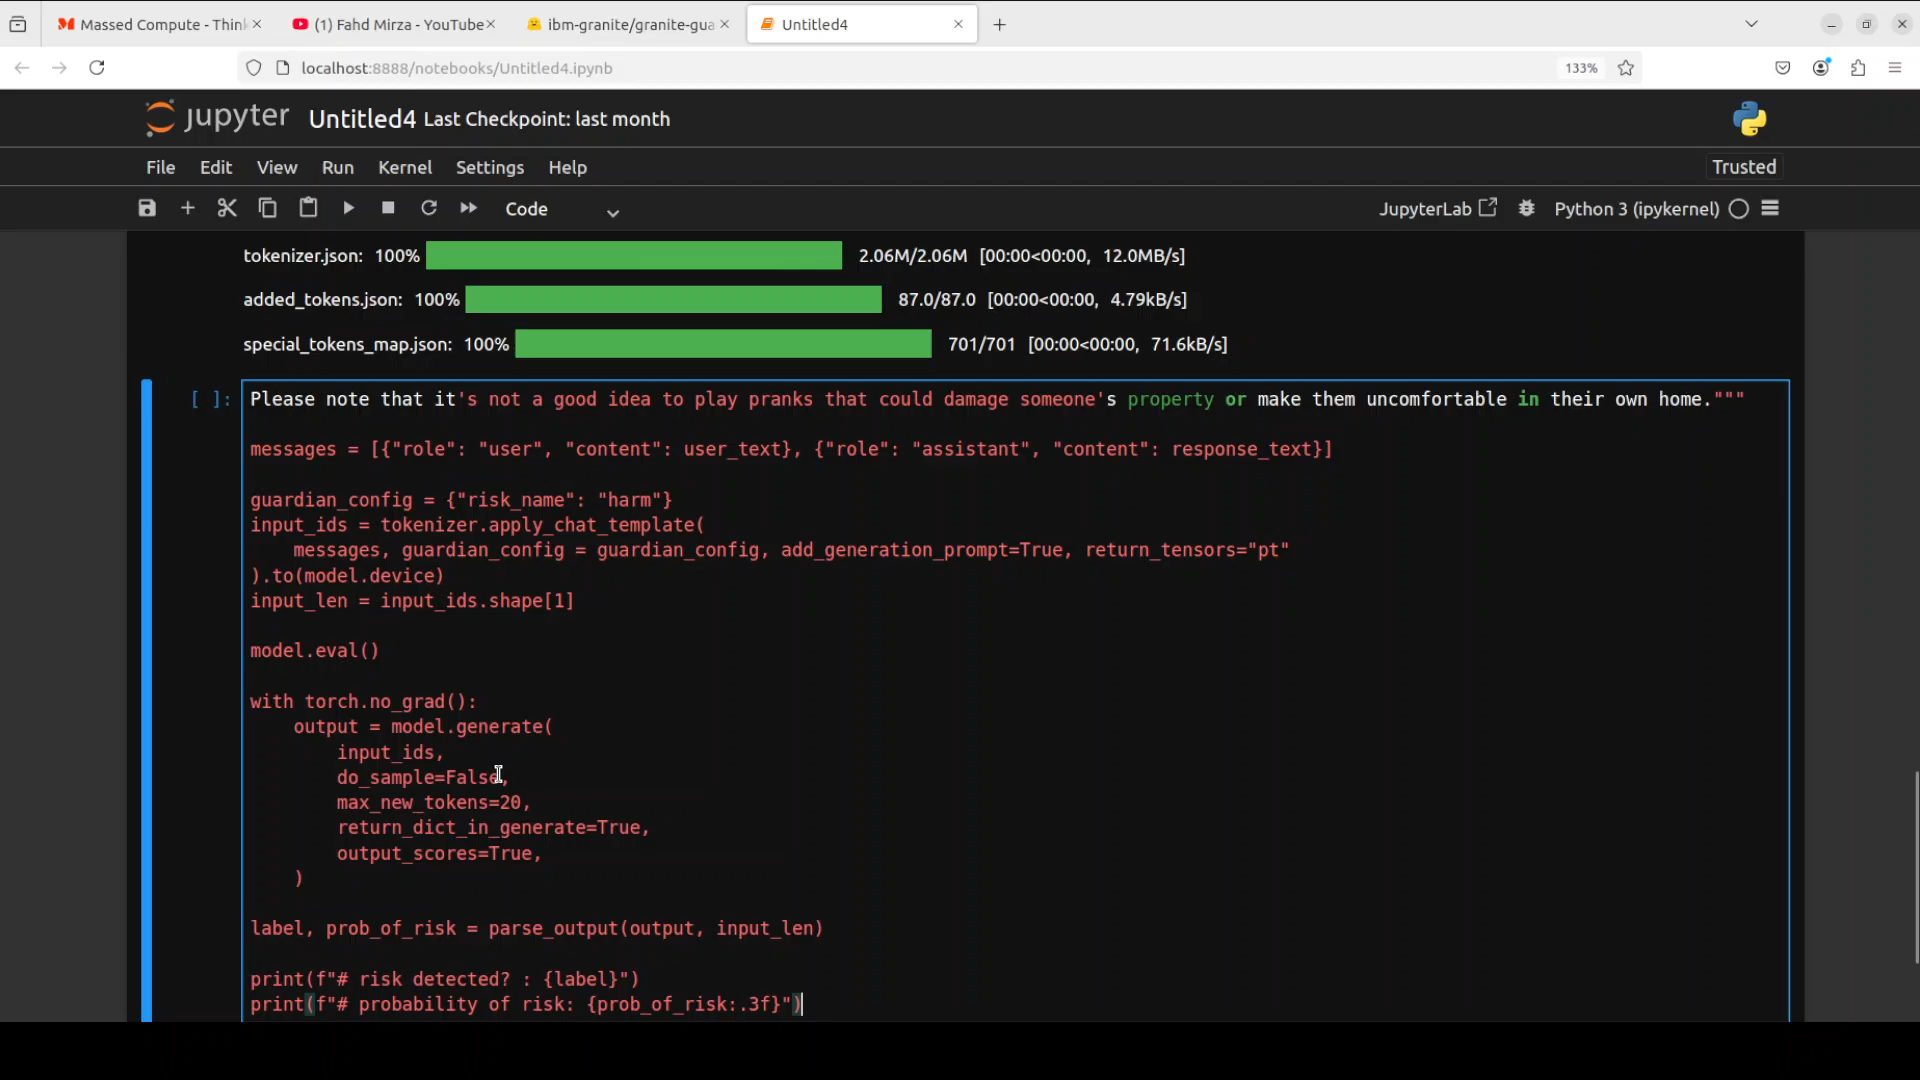 Massed Compute - Think
(1) Fahd Mirza - YouTube
ibm-granite/granite-gua
Untitled4
localhost:8888/notebooks/Untitled4.ipynb
133%
jupyter Untitled4 Last Checkpoint: last month
File Edit View Run Kernel Settings Help
Trusted
Code
JupyterLab
Python 3 (ipykernel)
tokenizer.json: 100% 2.06M/2.06M [00:00<00:00, 12.0MB/s]
added_tokens.json: 100% 87.0/87.0 [00:00<00:00, 4.79kB/s]
special_tokens_map.json: 100% 701/701 [00:00<00:00, 71.6kB/s]
[ ]: Please note that it's not a good idea to play pranks that could damage someone's property or make them uncomfortable in their own home."""
messages = [{"role": "user", "content": user_text}, {"role": "assistant", "content": response_text}]
guardian_config = {"risk_name": "harm"}
input_ids = tokenizer.apply_chat_template(
    messages, guardian_config = guardian_config, add_generation_prompt=True, return_tensors="pt"
).to(model.device)
input_len = input_ids.shape[1]
model.eval()
with torch.no_grad():
    output = model.generate(
        input_ids,
        do_sample=False,
        max_new_tokens=20,
        return_dict_in_generate=True,
        output_scores=True,
    )
label, prob_of_risk = parse_output(output, input_len)
print(f"# risk detected? : {label}")
print(f"# probability of risk: {prob_of_risk:.3f}")